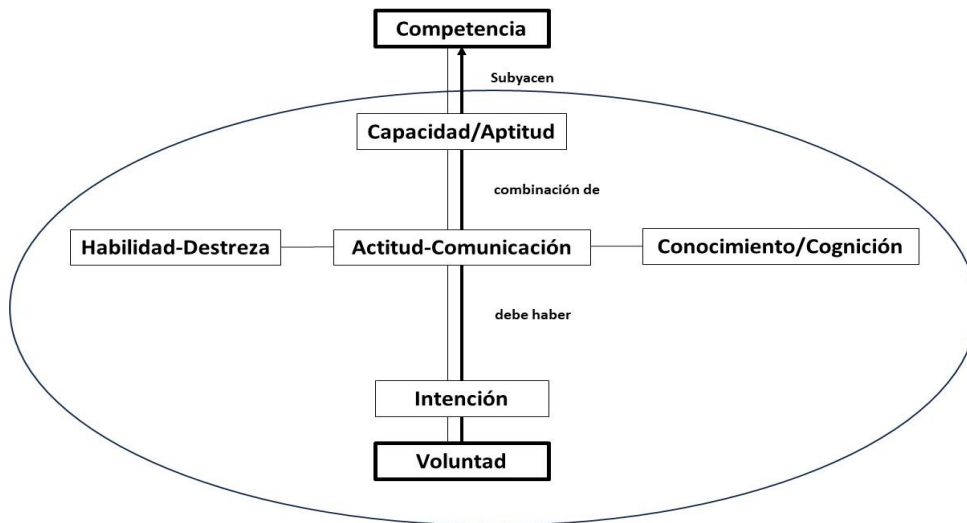 Competencia
Subyacen
Capacidad/Aptitud
combinación de
Habilidad-Destreza
Actitud-Comunicación
Conocimiento/Cognición
debe haber
Intención
Voluntad